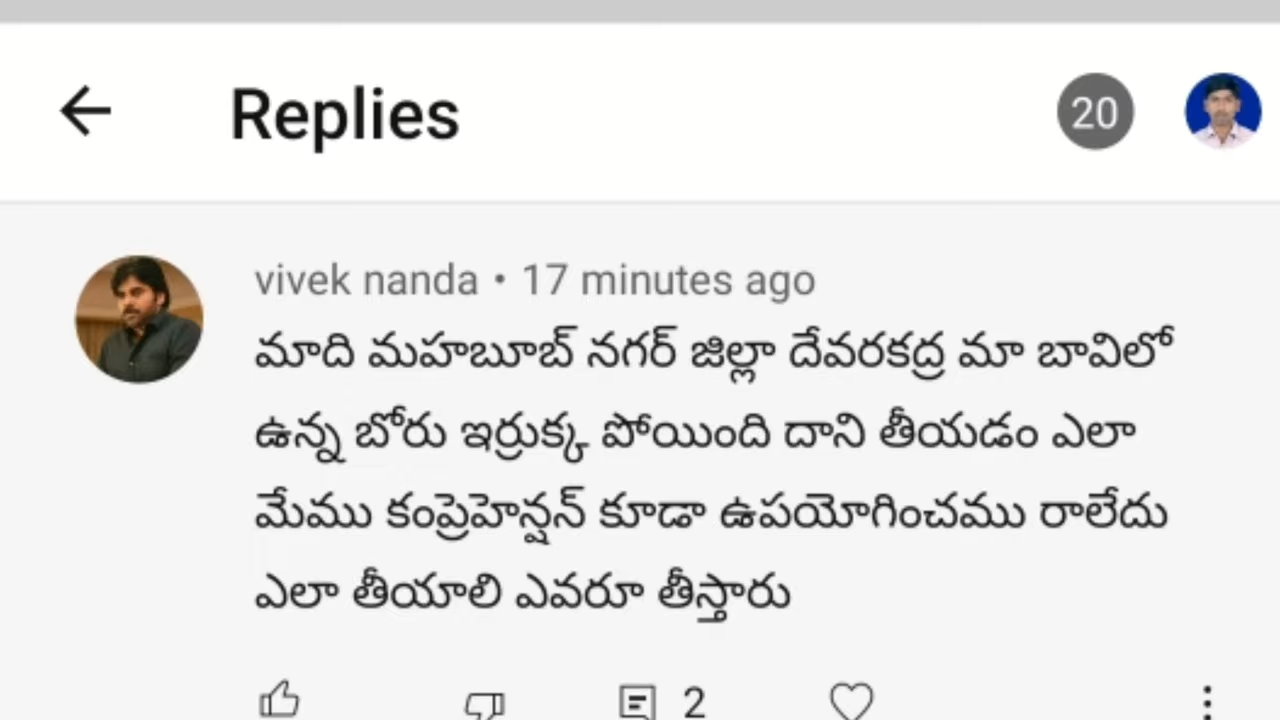 Replies
20
vivek nanda • 17 minutes ago
మాది మహబూబ్ నగర్ జిల్లా దేవరకద్ర మా బావిలో
ఉన్న బోరు ఇర్రుక్క పోయింది దాని తీయడం ఎలా
మేము కంప్రెహెన్షన్ కూడా ఉపయోగించము రాలేదు
ఎలా తీయాలి ఎవరూ తీస్తారు
2